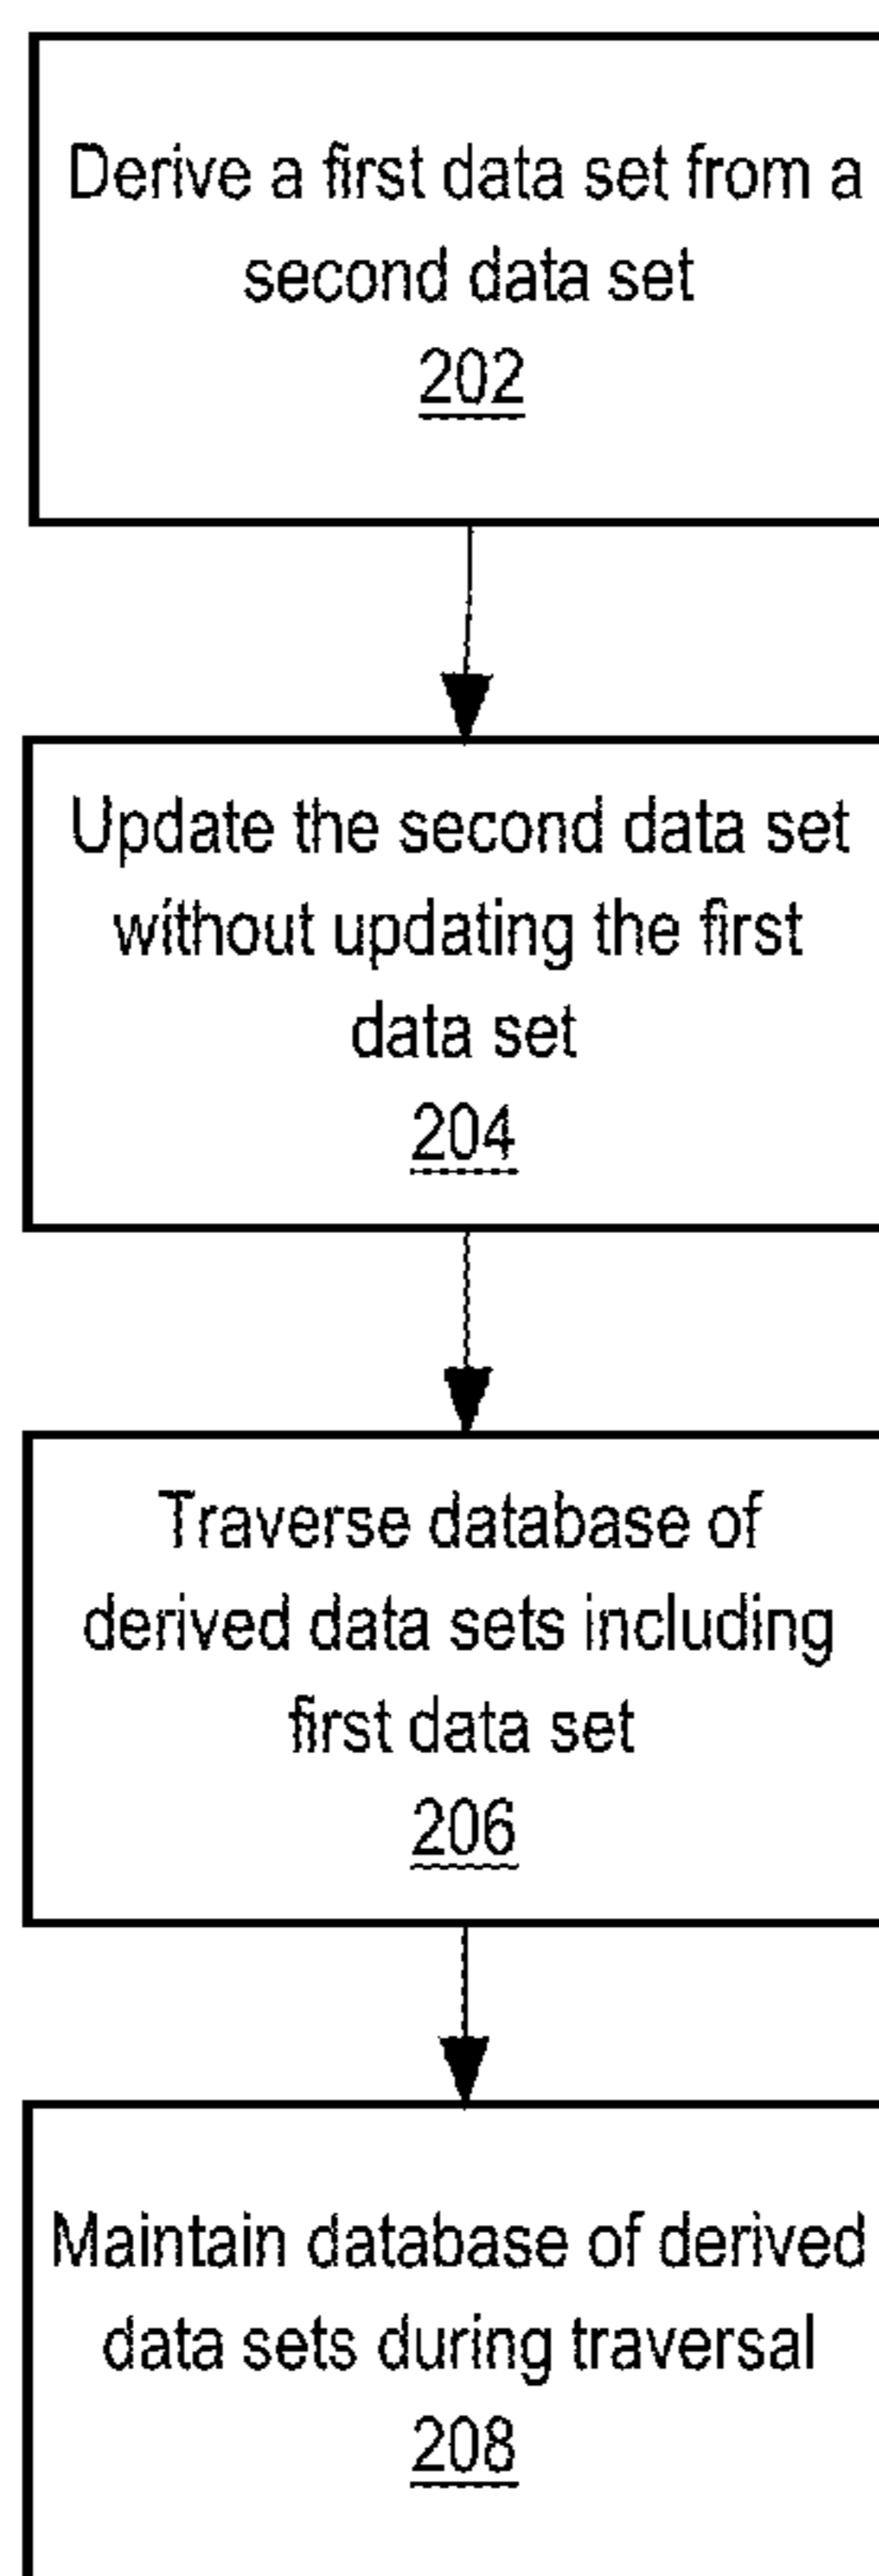 Derive a first data set from a
second data set
202
Update the second data set
without updating the first
data set
204
Traverse database of
derived data sets including
first data set
206
Maintain database of derived
data sets during traversal
208